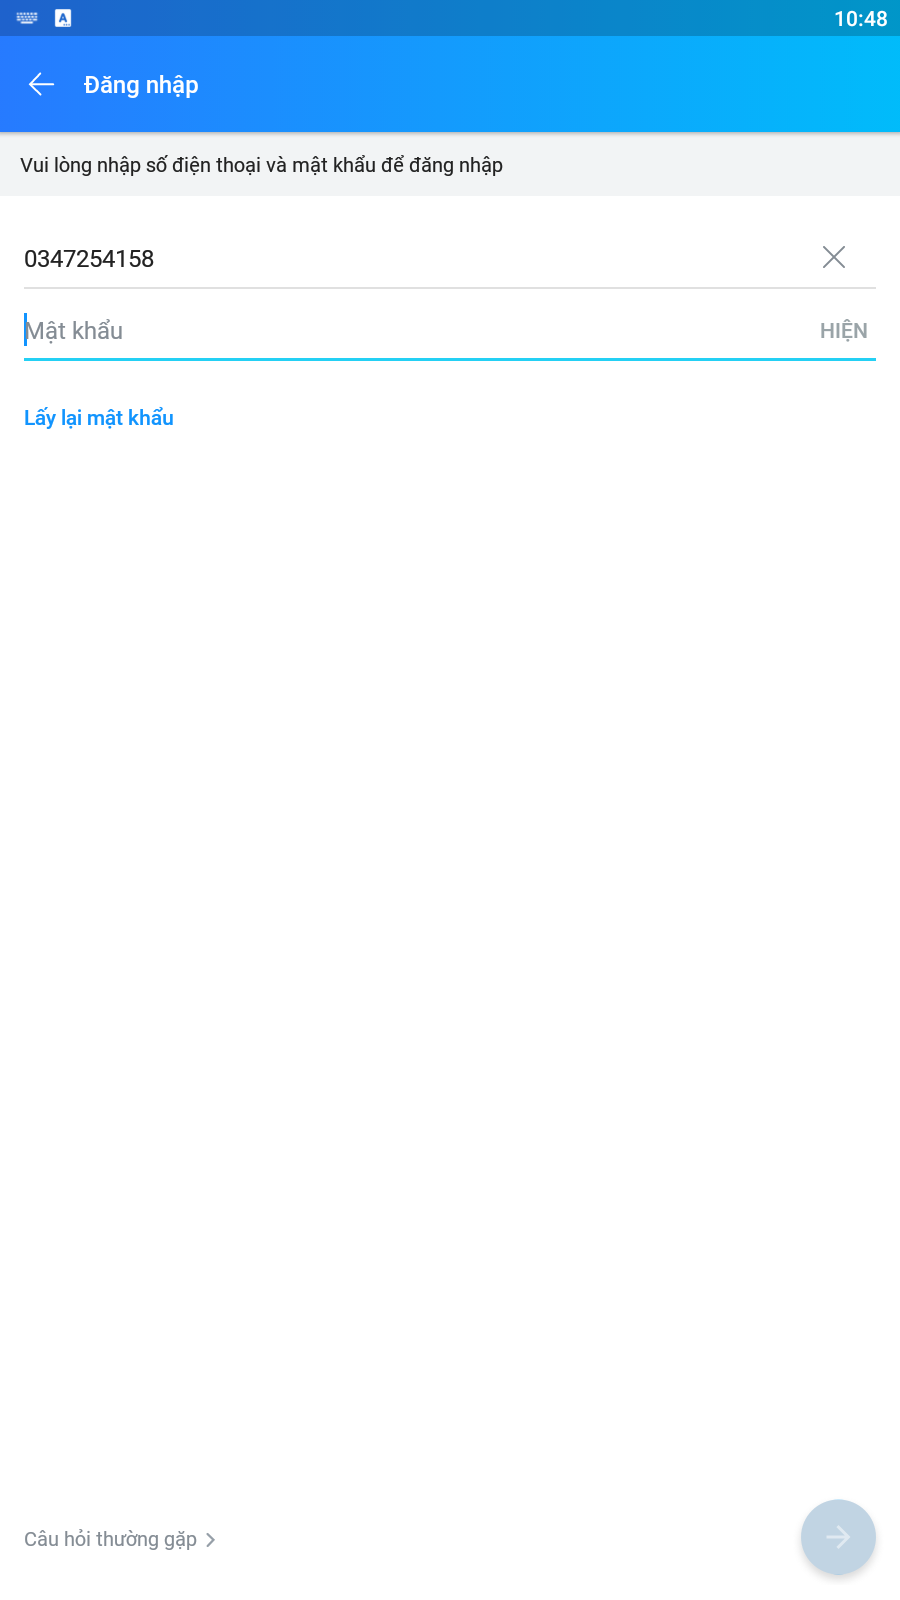 10:48
Đăng nhập
Vui lòng nhập số điện thoại và mật khẩu để đăng nhập
0347254158
Mật khẩu
HIỆN
Lấy lại mật khẩu
Câu hỏi thường gặp